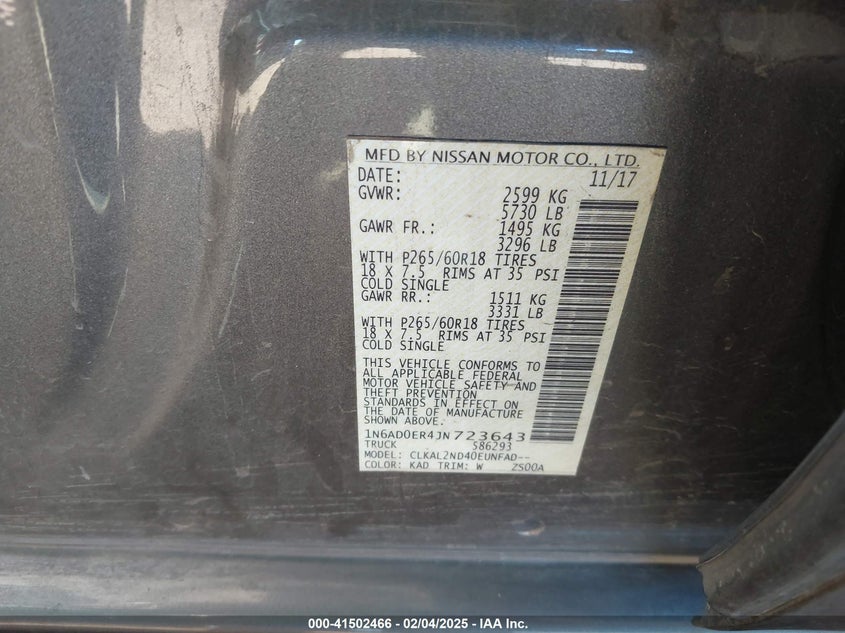 MFD BY NISSAN MOTOR CO., LTD.
DATE: 11/17
GVWR: 2599 KG
5730 LB
GAWR FR.: 1495 KG
3296 LB
WITH P265/60R18 TIRES
18 X 7.5 RIMS AT 35 PSI
COLD SINGLE
GAWR RR.: 1511 KG
3331 LB
WITH P265/60R18 TIRES
18 X 7.5 RIMS AT 35 PSI
COLD SINGLE
THIS VEHICLE CONFORMS TO
ALL APPLICABLE FEDERAL
MOTOR VEHICLE SAFETY AND
THEFT PREVENTION
STANDARDS IN EFFECT ON
THE DATE OF MANUFACTURE
SHOWN ABOVE.
1N6AD0ER4JN723643
TRUCK 586293
MODEL: CLKAL2ND40EUNFAD--
COLOR: KAD TRIM: W 2S00A
000-41502466 - 02/04/2025 - IAA Inc.